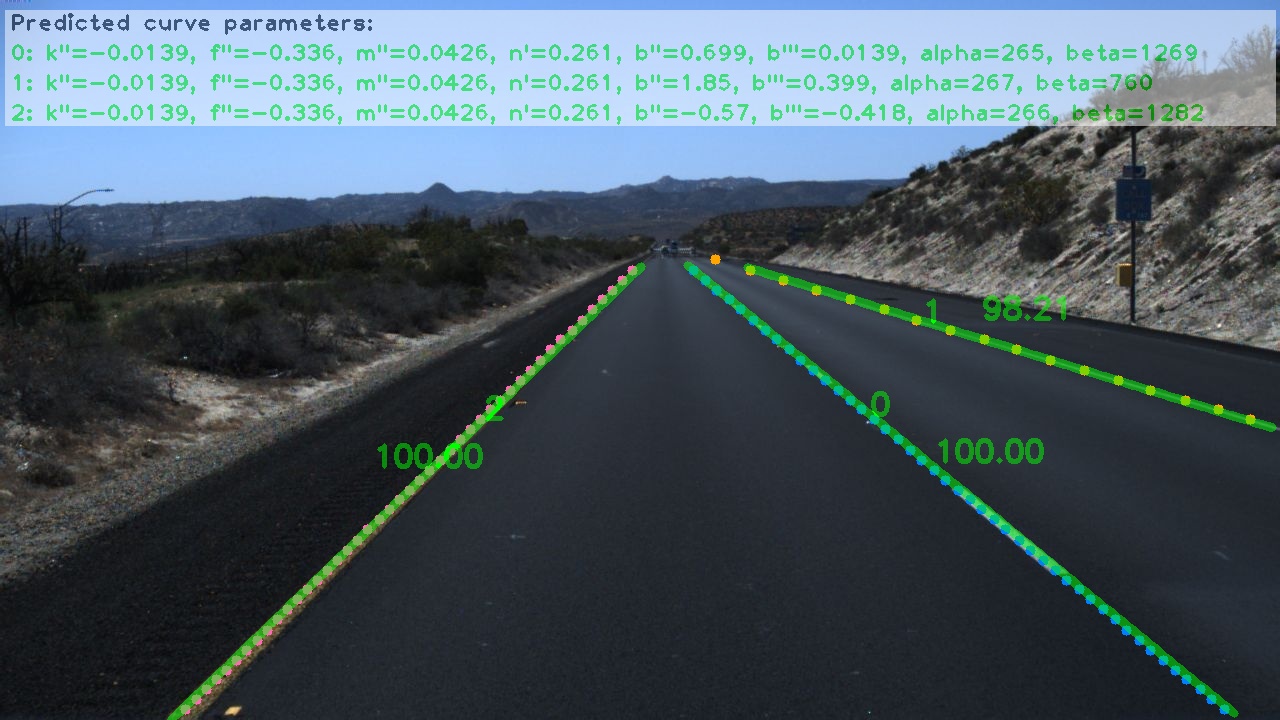 Predicted curve parameters:
0: k"=-0.0139, f"=-0.336, m"=0.0426, n'=0.261, b"=0.699, b'''=0.0139, alpha=265, beta=1269
1: k"=-0.0139, f"=-0.336, m"=0.0426, n'=0.261, b"=1.85, b'''=0.399, alpha=267, beta=760
2: k"=-0.0139, f"=-0.336, m"=0.0426, n'=0.261, b"=-0.57, b'''=-0.418, alpha=266, beta=1282
1 98.21
2
0
100.00
100.00